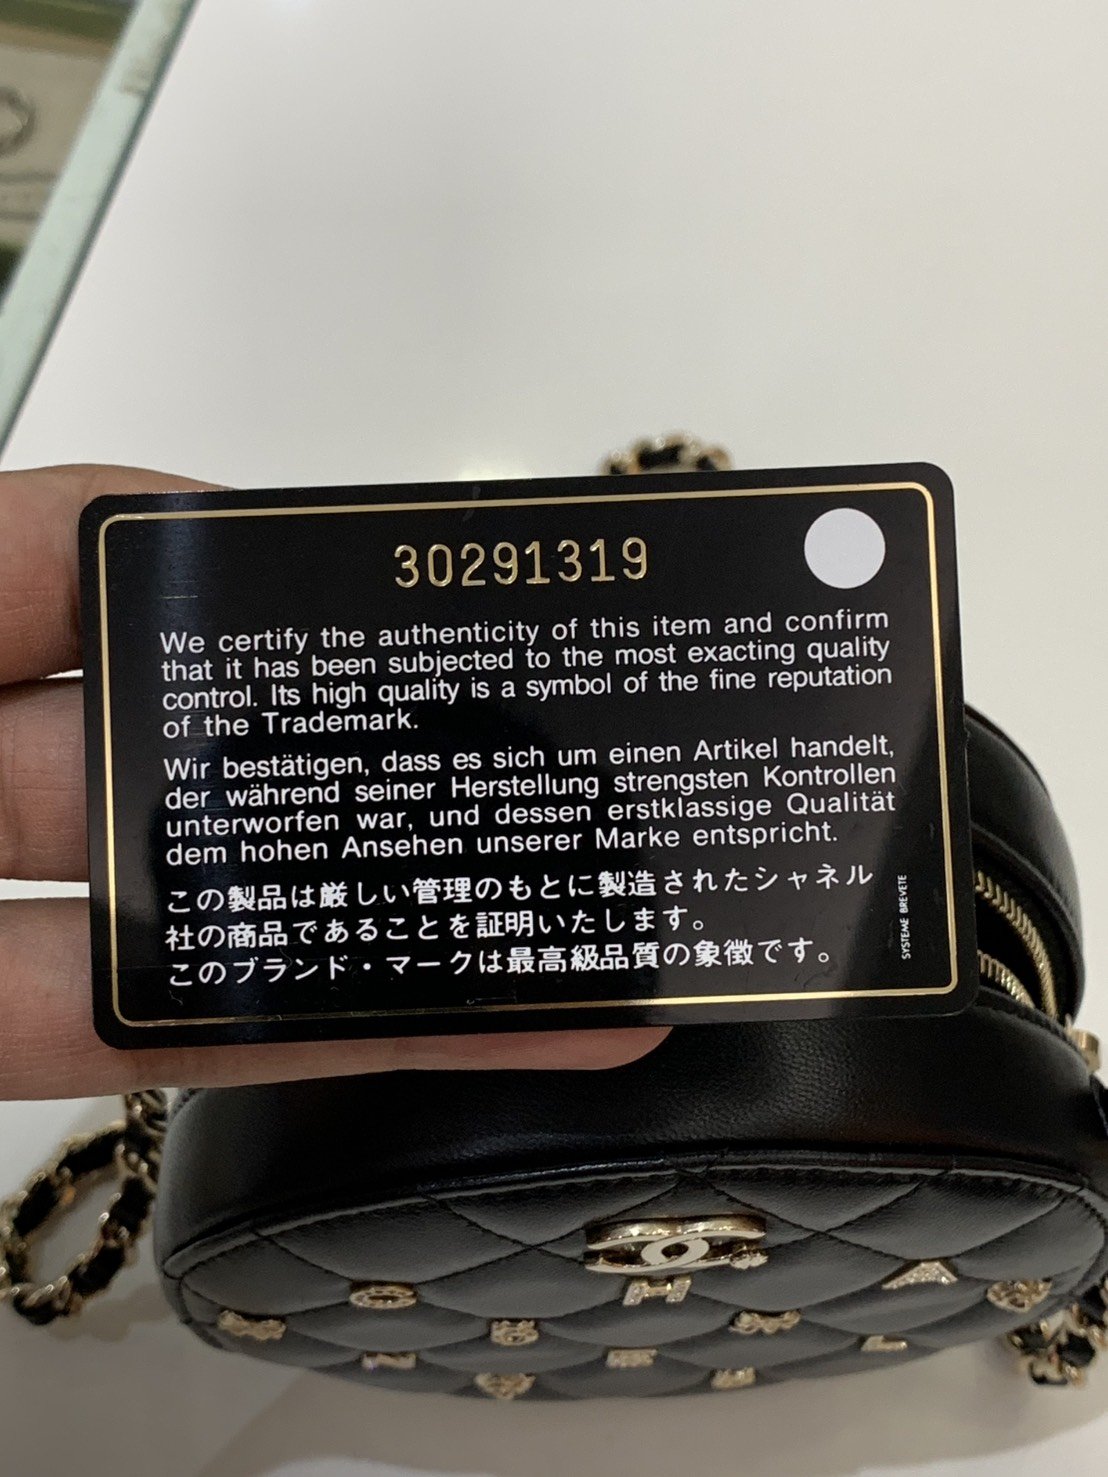 30291319
We certify the authenticity of this item and confirm
that it has been subjected to the most exacting quality
control. Its high quality is a symbol of the fine reputation
of the Trademark.
Wir bestätigen, dass es sich um einen Artikel handelt,
der während seiner Herstellung strengsten Kontrollen
unterworfen war, und dessen erstklassige Qualität
dem hohen Ansehen unserer Marke entspricht.
この製品は厳しい管理のもとに製造されたシャネル
社の商品であることを証明いたします。
このブランド・マークは最高級品質の象徴です。
SYSTEME BREVETE
C H A
N E L